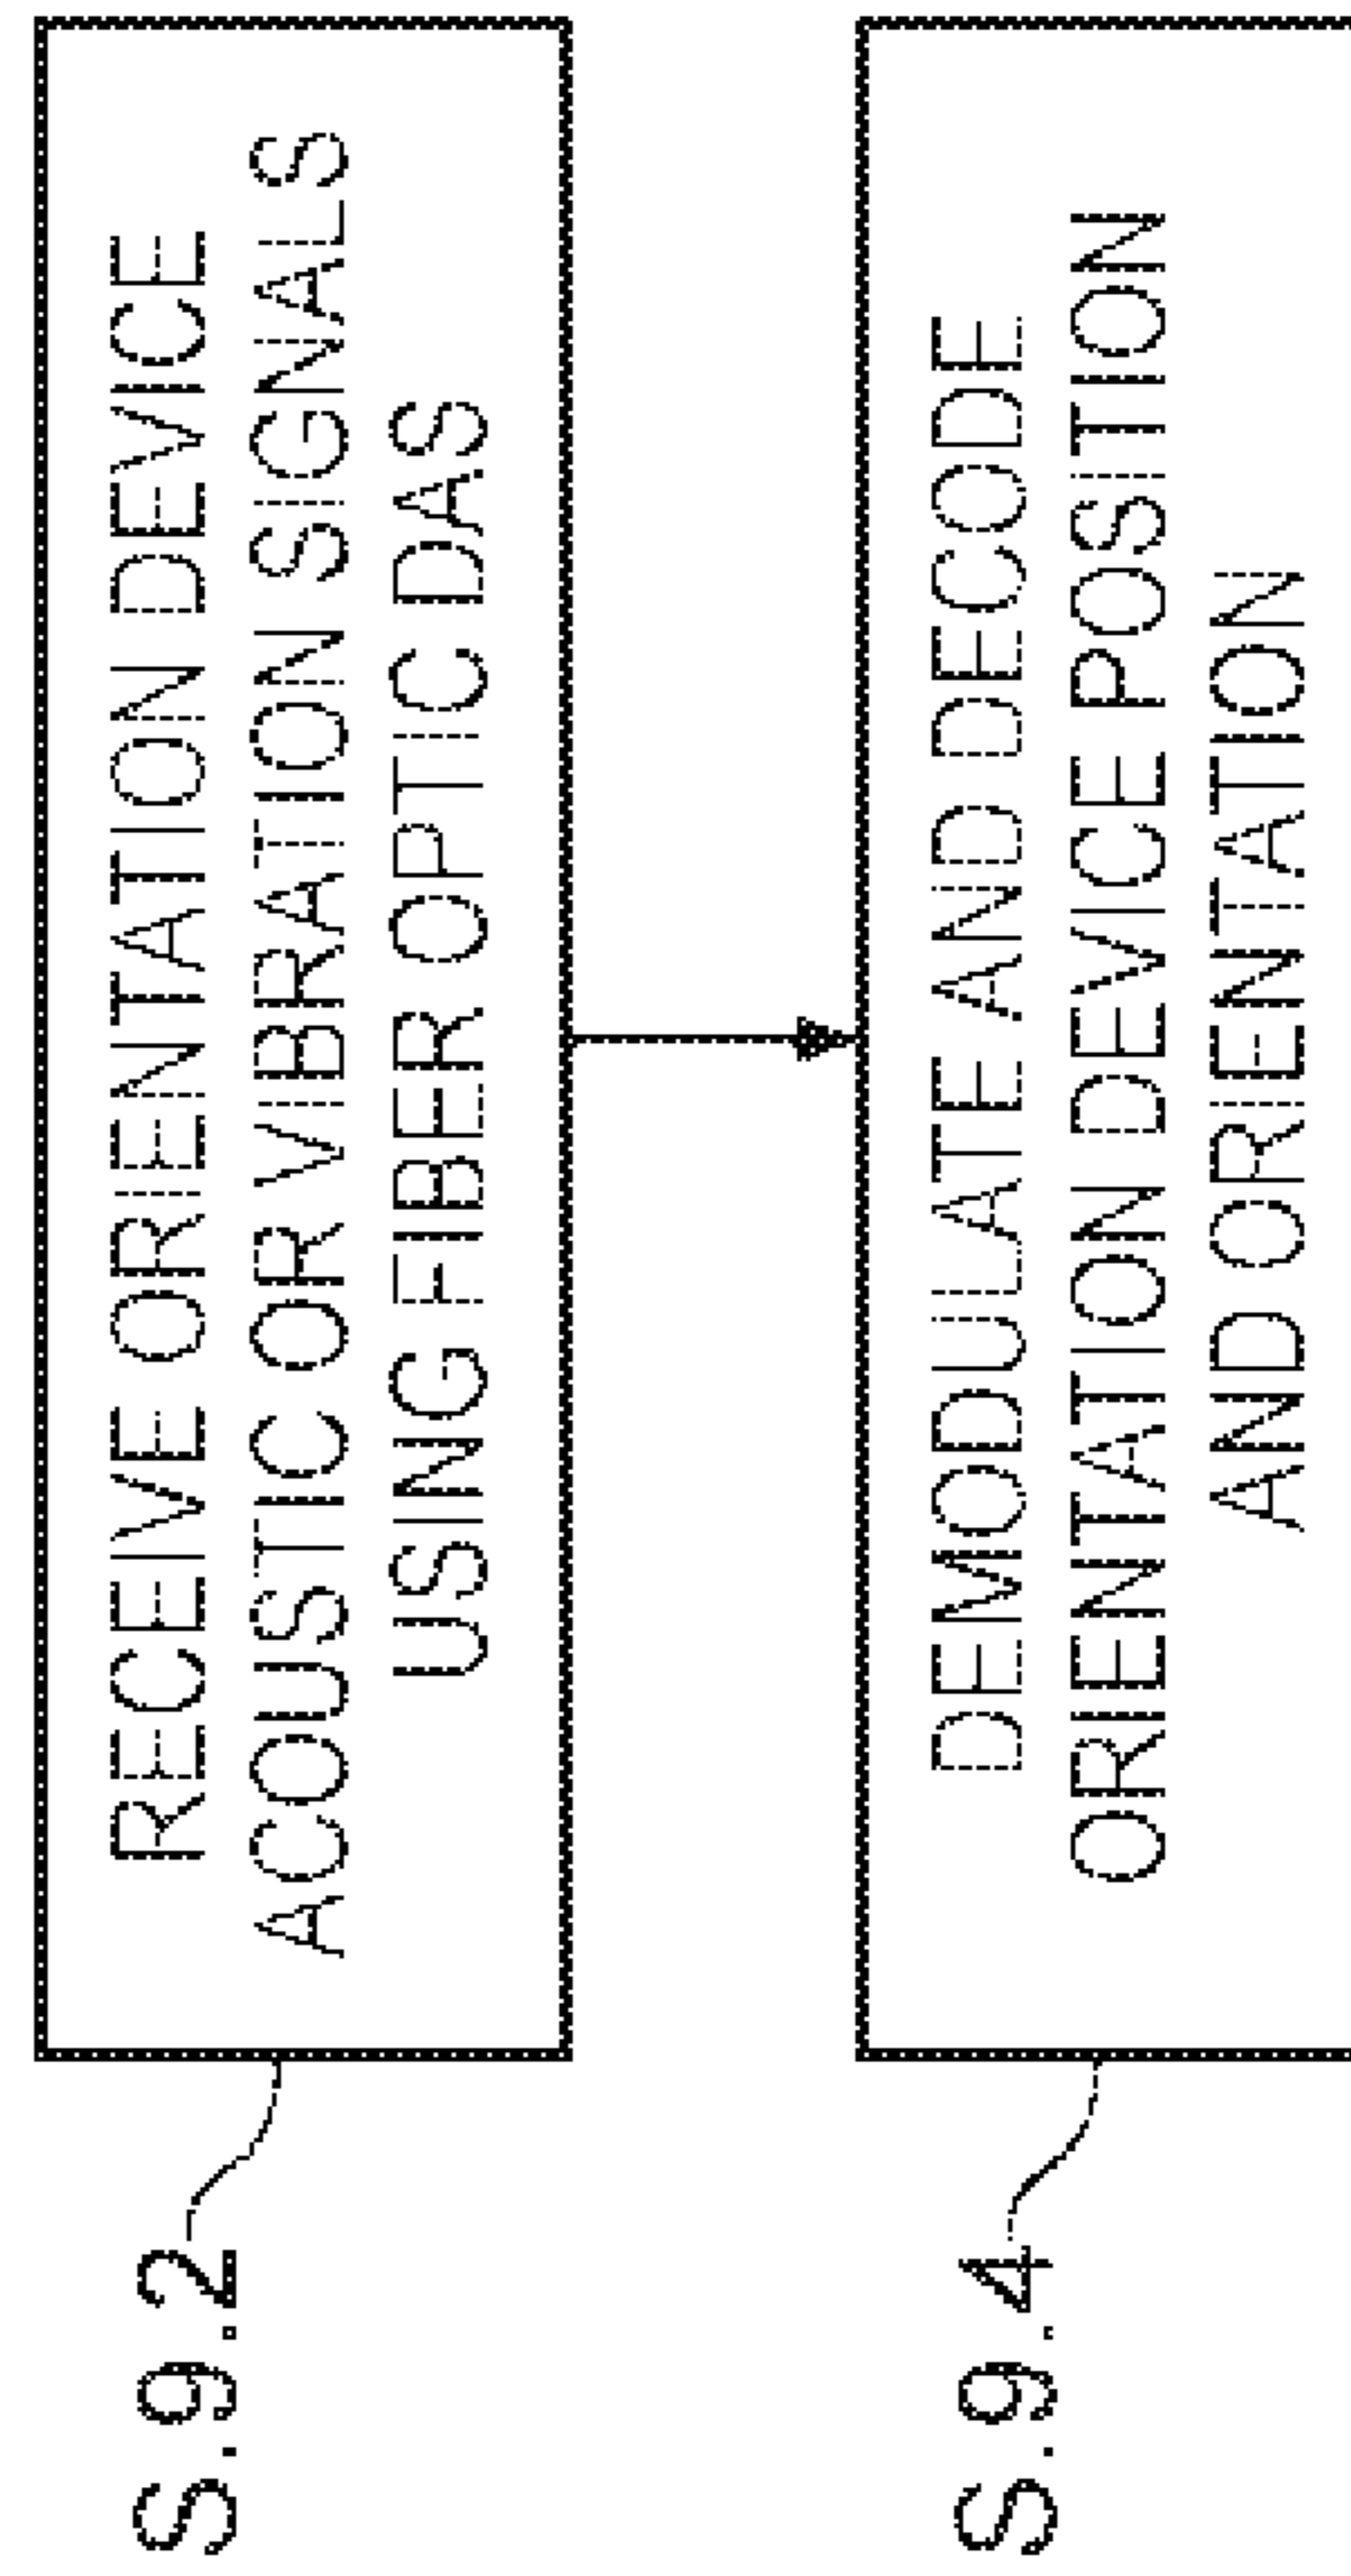 S.9.2
RECEIVE ORIENTATION DEVICE
ACOUSTIC OR VIBRATION SIGNALS
USING FIBER OPTIC DAS
S.9.4
DEMODULATE AND DECODE
ORIENTATION DEVICE POSITION
AND ORIENTATION